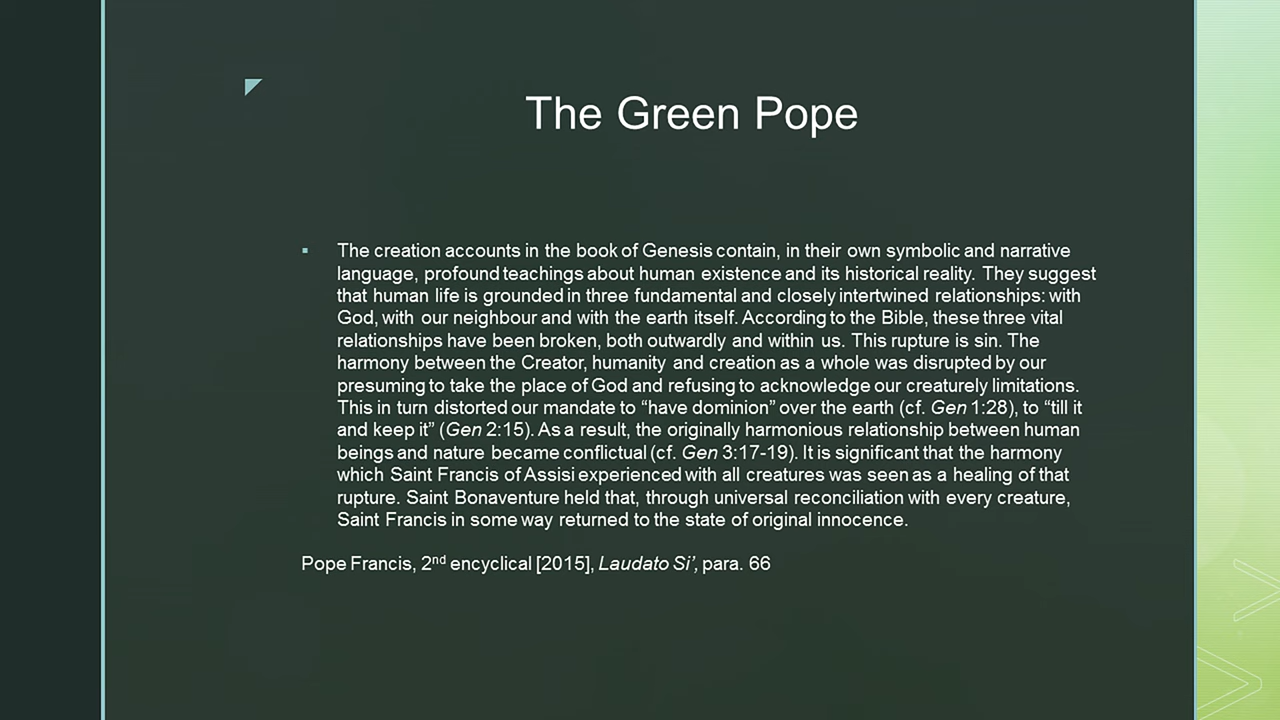 The Green Pope
The creation accounts in the book of Genesis contain, in their own symbolic and narrative
language, profound teachings about human existence and its historical reality. They suggest
that human life is grounded in three fundamental and closely intertwined relationships: with
God, with our neighbour and with the earth itself. According to the Bible, these three vital
relationships have been broken, both outwardly and within us. This rupture is sin. The
harmony between the Creator, humanity and creation as a whole was disrupted by our
presuming to take the place of God and refusing to acknowledge our creaturely limitations.
This in turn distorted our mandate to “have dominion” over the earth (cf. Gen 1:28), to “till it
and keep it” (Gen 2:15). As a result, the originally harmonious relationship between human
beings and nature became conflictual (cf. Gen 3:17-19). It is significant that the harmony
which Saint Francis of Assisi experienced with all creatures was seen as a healing of that
rupture. Saint Bonaventure held that, through universal reconciliation with every creature,
Saint Francis in some way returned to the state of original innocence.
Pope Francis, 2nd encyclical [2015], Laudato Si’, para. 66